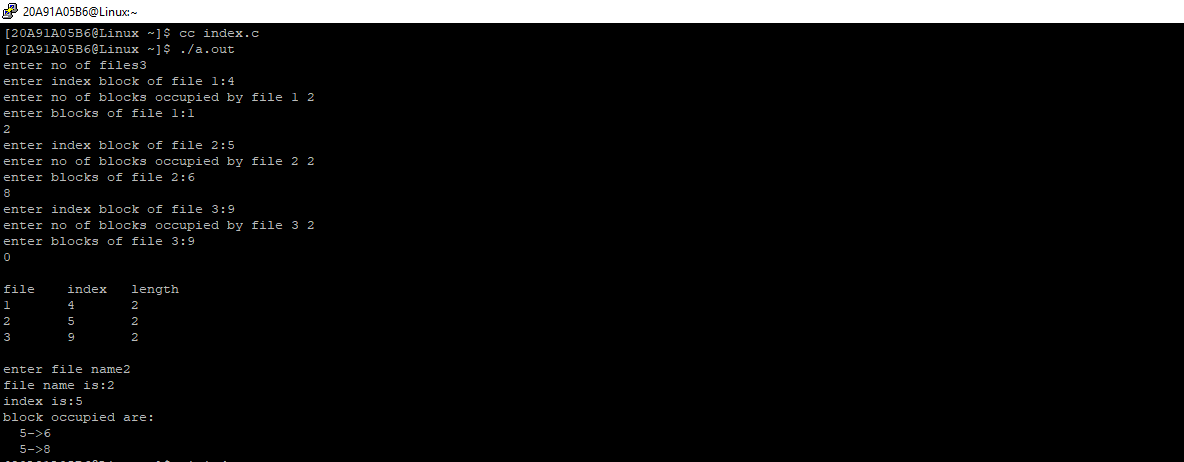 20A91A05B6@Linux:~
[20A91A05B6@Linux ~]$ cc index.c
[20A91A05B6@Linux ~]$ ./a.out
enter no of files3
enter index block of file 1:4
enter no of blocks occupied by file 1 2
enter blocks of file 1:1
2
enter index block of file 2:5
enter no of blocks occupied by file 2 2
enter blocks of file 2:6
8
enter index block of file 3:9
enter no of blocks occupied by file 3 2
enter blocks of file 3:9
0
file index length
1 4 2
2 5 2
3 9 2
enter file name2
file name is:2
index is:5
block occupied are:
5->6
5->8